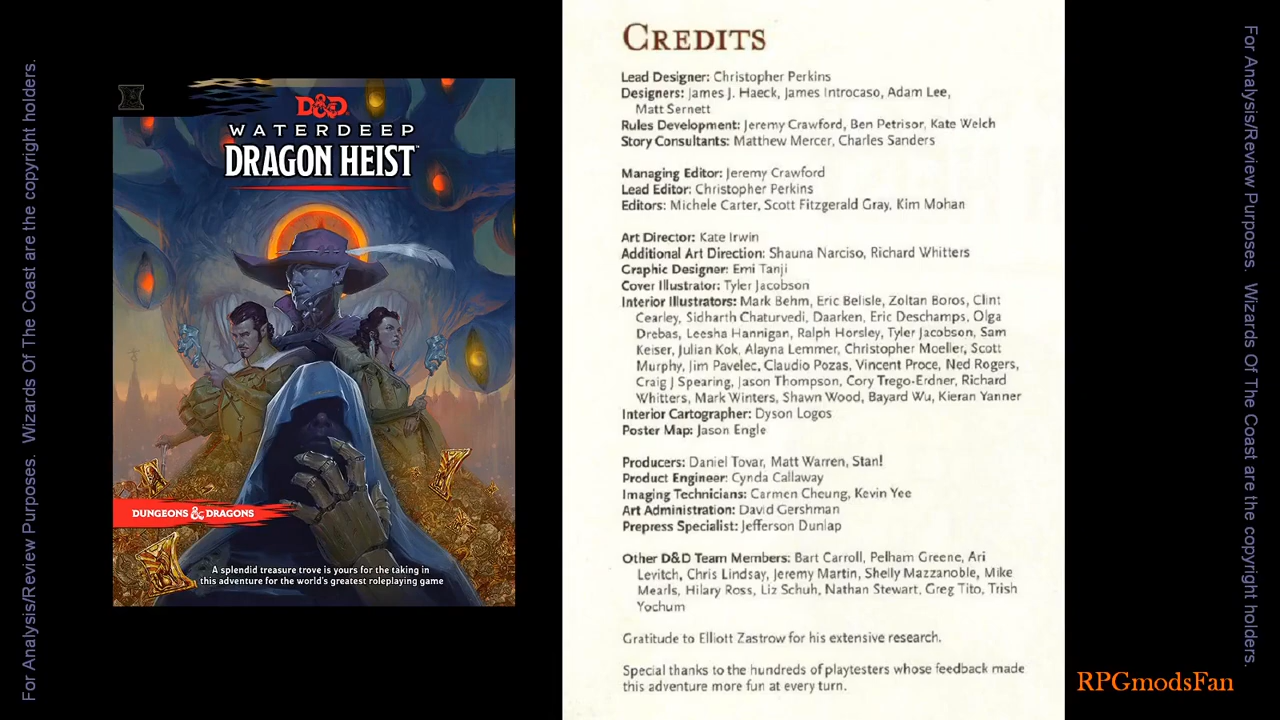 For Analysis/Review Purposes. Wizards Of The Coast are the copyright holders.
D&D
WATERDEEP
DRAGON HEIST™
DUNGEONS & DRAGONS
A splendid treasure trove is yours for the taking in
this adventure for the world's greatest roleplaying game
CREDITS
Lead Designer: Christopher Perkins
Designers: James J. Haeck, James Introcaso, Adam Lee,
Matt Sernett
Rules Development: Jeremy Crawford, Ben Petrisor, Kate Welch
Story Consultants: Matthew Mercer, Charles Sanders
Managing Editor: Jeremy Crawford
Lead Editor: Christopher Perkins
Editors: Michele Carter, Scott Fitzgerald Gray, Kim Mohan
Art Director: Kate Irwin
Additional Art Direction: Shauna Narciso, Richard Whitters
Graphic Designer: Emi Tanji
Cover Illustrator: Tyler Jacobson
Interior Illustrators: Mark Behm, Eric Belisle, Zoltan Boros, Clint
Cearley, Sidharth Chaturvedi, Daarken, Eric Deschamps, Olga
Drebas, Leesha Hannigan, Ralph Horsley, Tyler Jacobson, Sam
Keiser, Julian Kok, Alayna Lemmer, Christopher Moeller, Scott
Murphy, Jim Pavelec, Claudio Pozas, Vincent Proce, Ned Rogers,
Craig J Spearing, Jason Thompson, Cory Trego-Erdner, Richard
Whitters, Mark Winters, Shawn Wood, Bayard Wu, Kieran Yanner
Interior Cartographer: Dyson Logos
Poster Map: Jason Engle
Producers: Daniel Tovar, Matt Warren, Stan!
Product Engineer: Cynda Callaway
Imaging Technicians: Carmen Cheung, Kevin Yee
Art Administration: David Gershman
Prepress Specialist: Jefferson Dunlap
Other D&D Team Members: Bart Carroll, Pelham Greene, Ari
Levitch, Chris Lindsay, Jeremy Martin, Shelly Mazzanoble, Mike
Mearls, Hilary Ross, Liz Schuh, Nathan Stewart, Greg Tito, Trish
Yochum
Gratitude to Elliott Zastrow for his extensive research.
Special thanks to the hundreds of playtesters whose feedback made
this adventure more fun at every turn.
For Analysis/Review Purposes. Wizards Of The Coast are the copyright holders.
RPGmodsFan